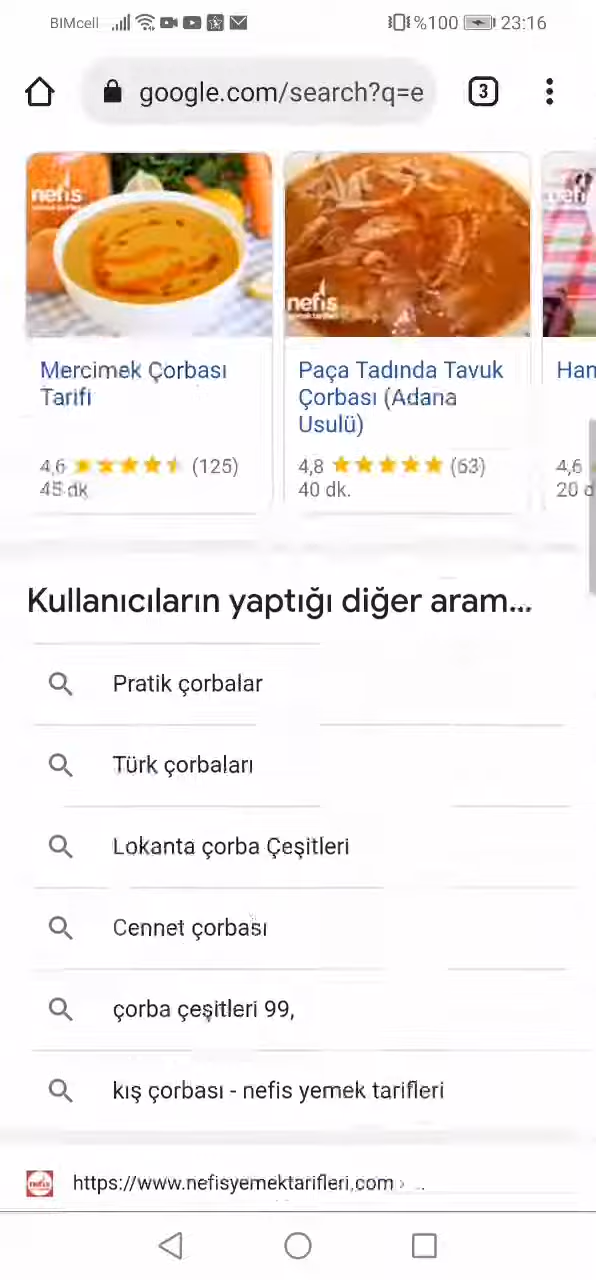 BIMcell %100 23:16
google.com/search?q=e 3
nefis
nefis
yemek tarifleri
Mercimek Çorbası
Tarifi
4,6 (125)
45 dk
Paça Tadında Tavuk
Çorbası (Adana
Usulü)
4,8 (63)
40 dk.
Han
4,6
20 d
Kullanıcıların yaptığı diğer aram...
Pratik çorbalar
Türk çorbaları
Lokanta çorba Çeşitleri
Cennet çorbası
çorba çeşitleri 99,
kış çorbası - nefis yemek tarifleri
https://www.nefisyemektarifleri.com › ...